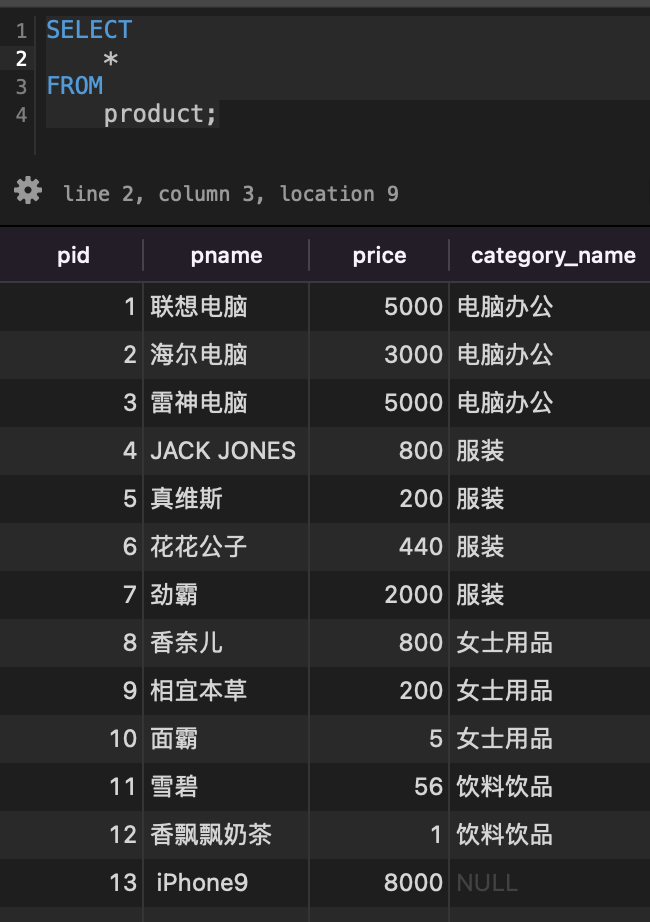 1 SELECT
2 *
3 FROM
4 product;
line 2, column 3, location 9
pid pname price category_name
1 联想电脑 5000 电脑办公
2 海尔电脑 3000 电脑办公
3 雷神电脑 5000 电脑办公
4 JACK JONES 800 服装
5 真维斯 200 服装
6 花花公子 440 服装
7 劲霸 2000 服装
8 香奈儿 800 女士用品
9 相宜本草 200 女士用品
10 面霸 5 女士用品
11 雪碧 56 饮料饮品
12 香飘飘奶茶 1 饮料饮品
13 iPhone9 8000 NULL